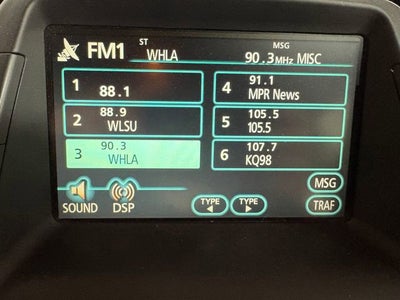 FM1
ST
WHLA
MSG
90.3MHz MISC
1 88.1
2 88.9
WLSU
3 90.3
WHLA
4 91.1
MPR News
5 105.5
105.5
6 107.7
KQ98
SOUND
DSP
TYPE
TYPE
MSG
TRAF